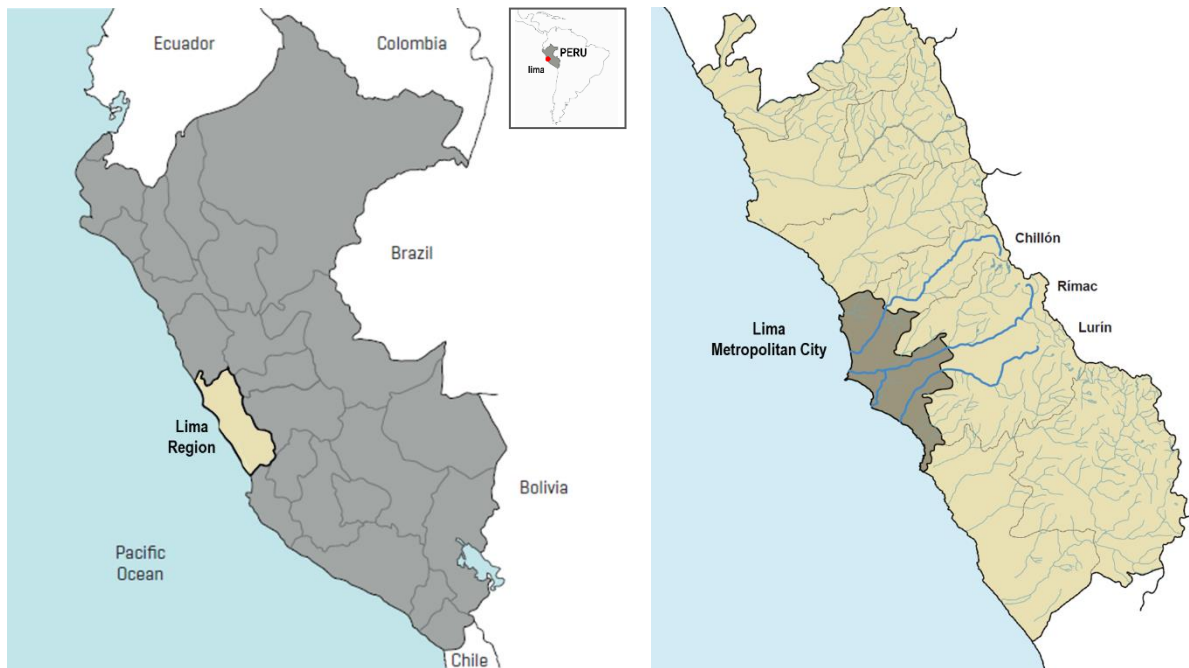 Ecuador
Colombia
PERU
lima
Brazil
Lima
Region
Bolivia
Pacific
Ocean
Chile
Chillón
Rímac
Lurín
Lima
Metropolitan City